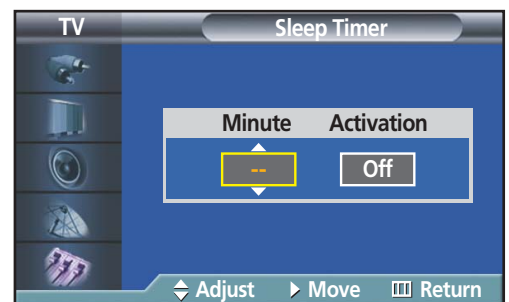 TV Sleep Timer
Minute Activation
-- Off
Adjust Move Return